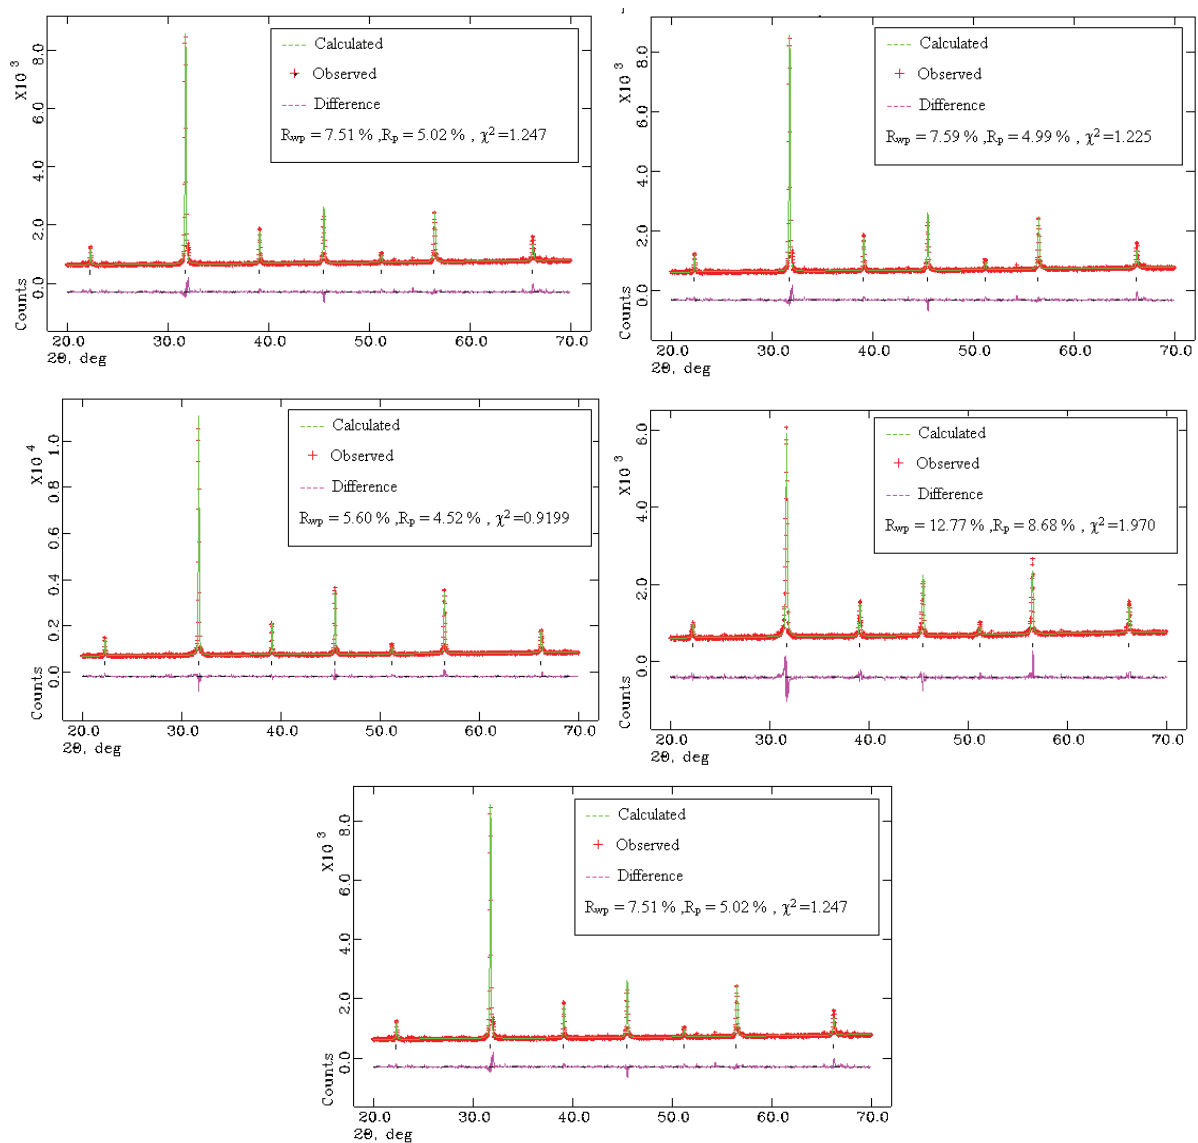 X10 3
8.0
6.0
4.0
2.0
0.0
Counts
20.0 30.0 40.0 50.0 60.0 70.0
2θ, deg
Calculated
Observed
Difference
Rwp = 7.51 % ,Rp = 5.02 % , χ2 =1.247
X10 3
8.0
6.0
4.0
2.0
0.0
Counts
20.0 30.0 40.0 50.0 60.0 70.0
2θ, deg
Calculated
Observed
Difference
Rwp = 7.59 % ,Rp = 4.99 % , χ2=1.225
X10 4
1.0
0.8
0.6
0.4
0.2
0.0
Counts
20.0 30.0 40.0 50.0 60.0 70.0
2θ, deg
Calculated
Observed
Difference
Rwp = 5.60 % ,Rp = 4.52 % , χ2=0.9199
X10 3
6.0
4.0
2.0
0.0
Counts
20.0 30.0 40.0 50.0 60.0 70.0
2θ, deg
Calculated
Observed
Difference
Rwp = 12.77 % ,Rp = 8.68 % , χ2=1.970
X10 3
8.0
6.0
4.0
2.0
0.0
Counts
20.0 30.0 40.0 50.0 60.0 70.0
2θ, deg
Calculated
Observed
Difference
Rwp = 7.51 % ,Rp = 5.02 % , χ2 =1.247